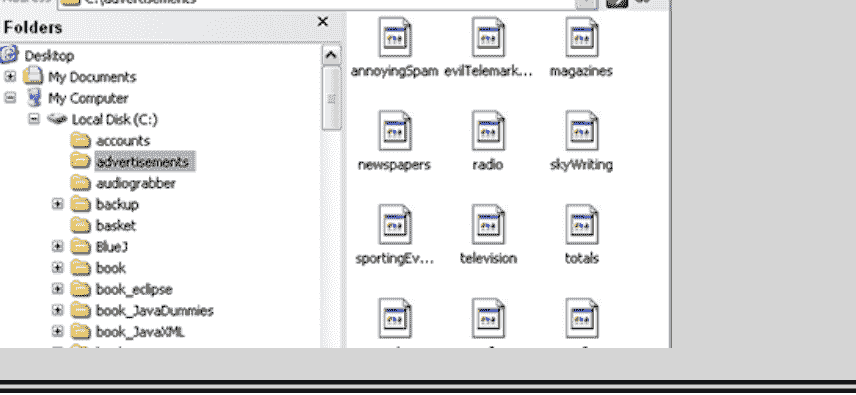 C:\advertisements
Folders
Desktop
My Documents
My Computer
Local Disk (C:)
accounts
advertisements
audiograbber
backup
basket
BlueJ
book
book_eclipse
book_JavaDummies
book_JavaXML
annoyingSpam evilTelemark... magazines
newspapers radio skyWriting
sportingEv... television totals